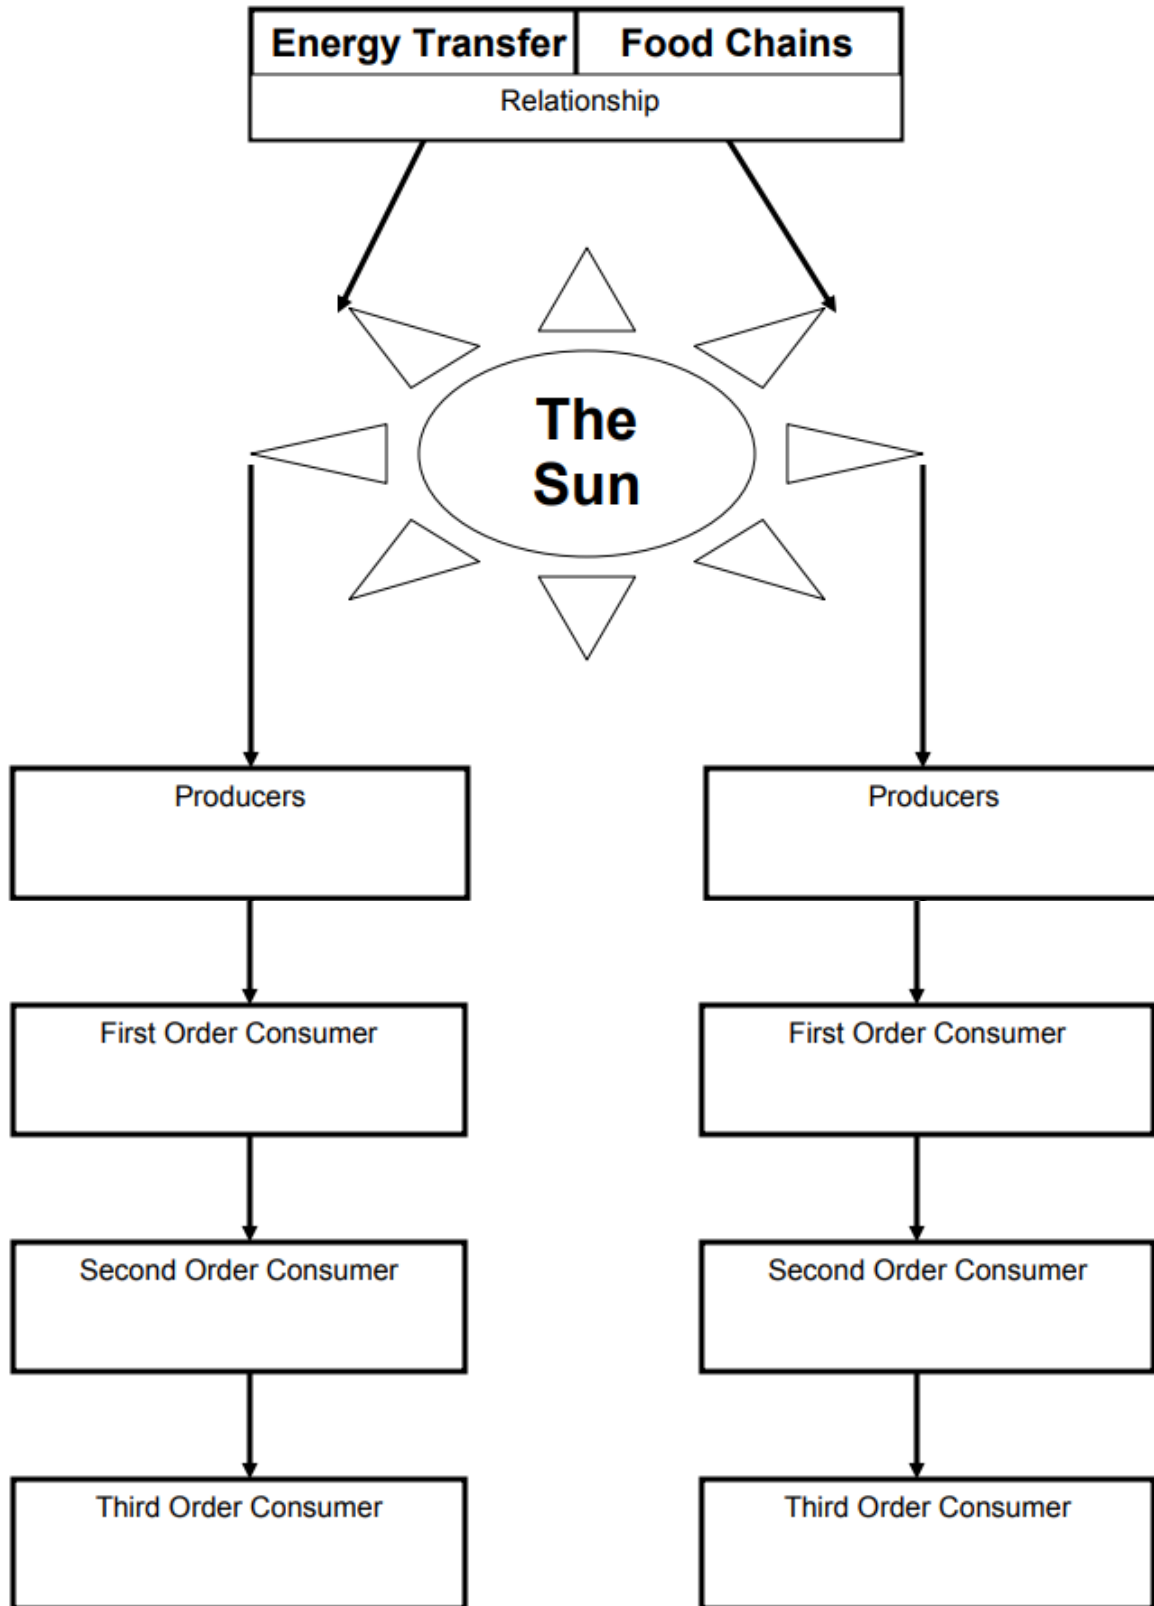 Energy Transfer Food Chains
Relationship
The
Sun
Producers Producers
First Order Consumer First Order Consumer
Second Order Consumer Second Order Consumer
Third Order Consumer Third Order Consumer